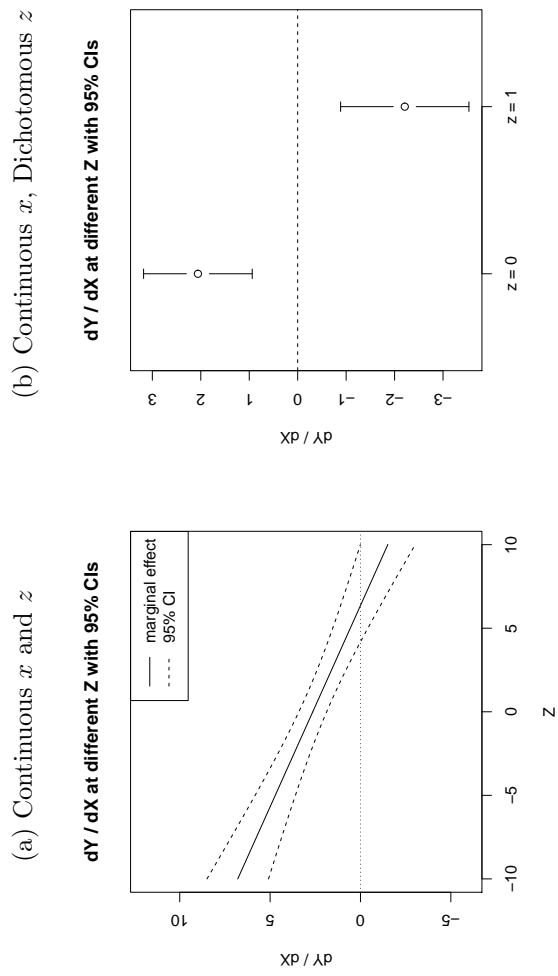 (a) Continuous x and z
dY / dX at different Z with 95% CIs
marginal effect
95% CI
10
5
0
−5
dY / dX
−10
−5
0
5
10
Z
(b) Continuous x, Dichotomous z
dY / dX at different Z with 95% CIs
3
2
1
0
−1
−2
−3
dY / dX
z = 0
z = 1